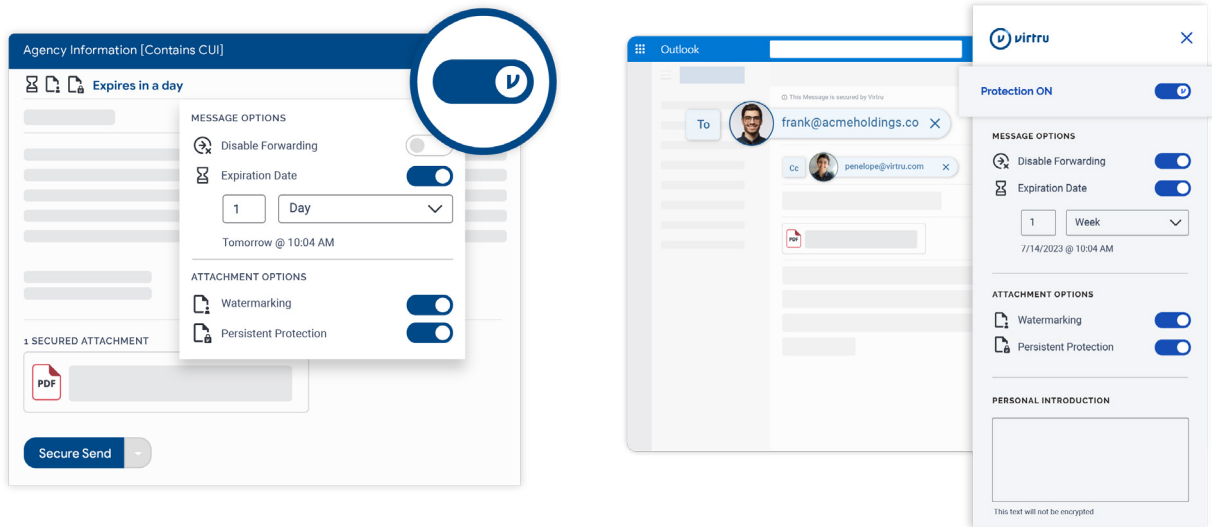 Agency Information [Contains CUI]
Expires in a day
MESSAGE OPTIONS
Disable Forwarding
Expiration Date
1 Day
Tomorrow @ 10:04 AM
ATTACHMENT OPTIONS
Watermarking
Persistent Protection
1 SECURED ATTACHMENT
PDF
Secure Send
Outlook
This Message is secured by Virtru
To frank@acmeholdings.co
Cc penelope@virtru.com
PDF
virtru
Protection ON
MESSAGE OPTIONS
Disable Forwarding
Expiration Date
1 Week
7/14/2023 @ 10:04 AM
ATTACHMENT OPTIONS
Watermarking
Persistent Protection
PERSONAL INTRODUCTION
This text will not be encrypted